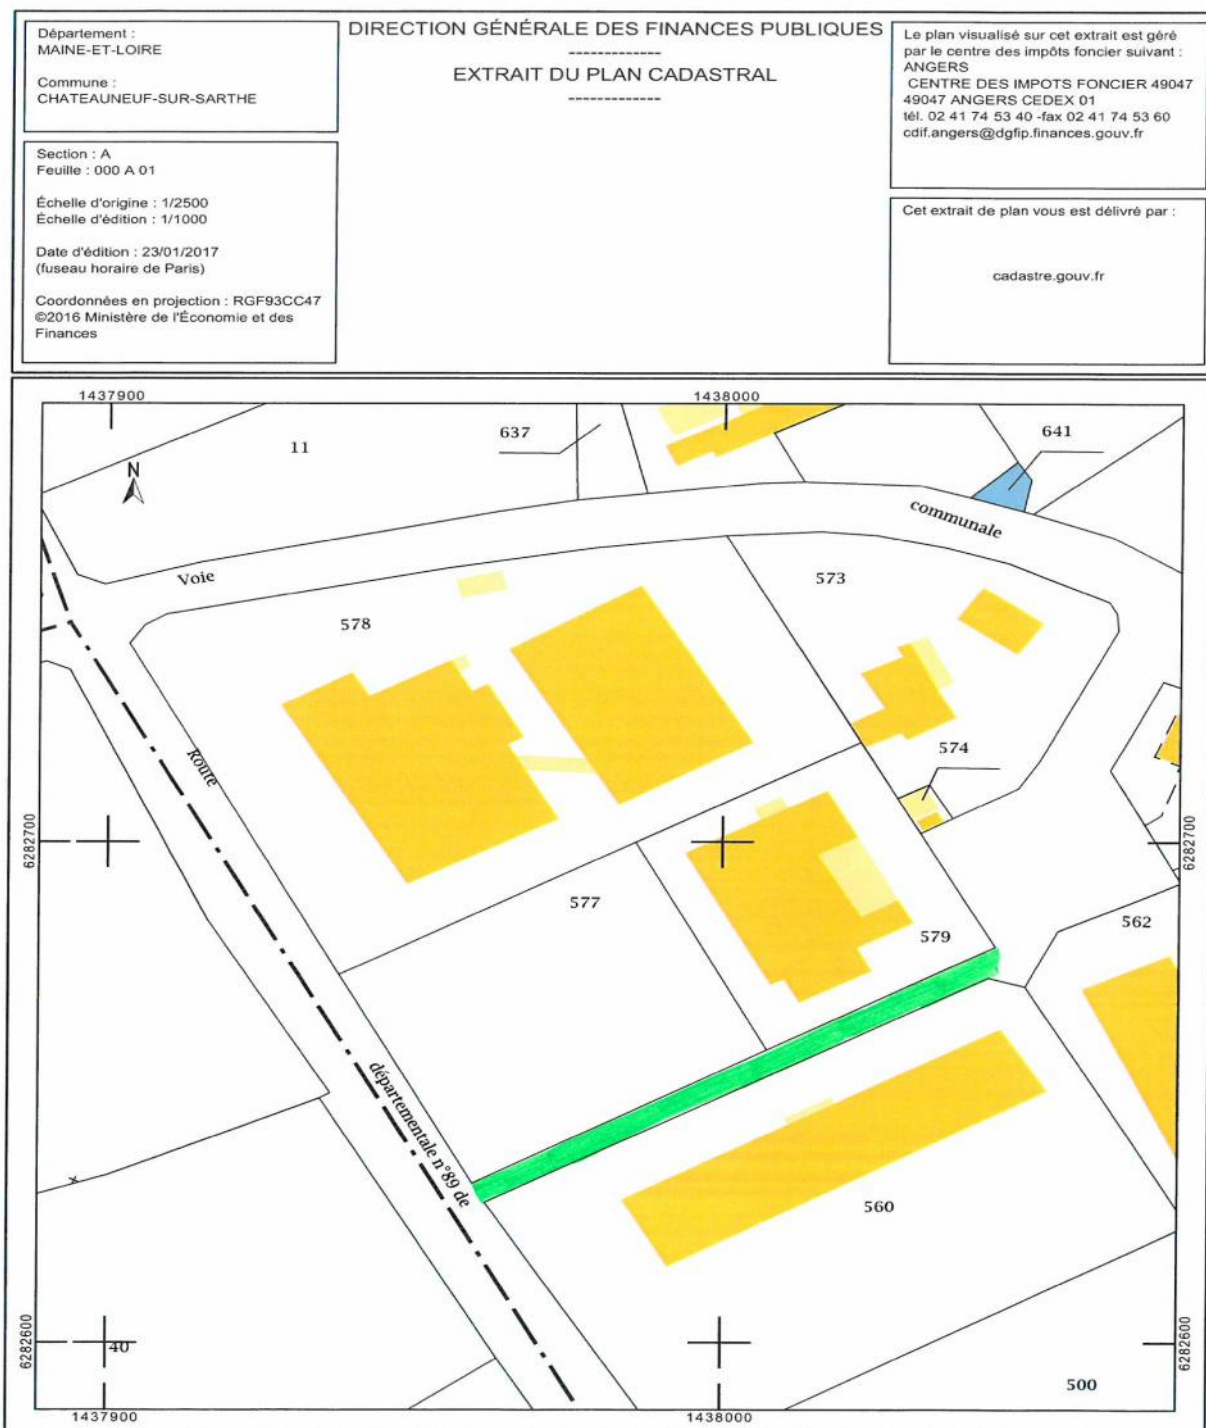 Département :
MAINE-ET-LOIRE
Commune :
CHATEAUNEUF-SUR-SARTHE
Section : A
Feuille : 000 A 01
Échelle d'origine : 1/2500
Échelle d'édition : 1/1000
Date d'édition : 23/01/2017
(fuseau horaire de Paris)
Coordonnées en projection : RGF93CC47
©2016 Ministère de l'Économie et des
Finances
DIRECTION GÉNÉRALE DES FINANCES PUBLIQUES
-------------
EXTRAIT DU PLAN CADASTRAL
-------------
Le plan visualisé sur cet extrait est géré
par le centre des impôts foncier suivant :
ANGERS
CENTRE DES IMPOTS FONCIER 49047
49047 ANGERS CEDEX 01
tél. 02 41 74 53 40 -fax 02 41 74 53 60
cdif.angers@dgfip.finances.gouv.fr
Cet extrait de plan vous est délivré par :
cadastre.gouv.fr
1437900
1438000
11
637
641
N
communale
Voie
573
578
Route
574
6282700
6282700
577
579
562
départementale n°89 de
560
6282600
6282600
40
500
1437900
1438000